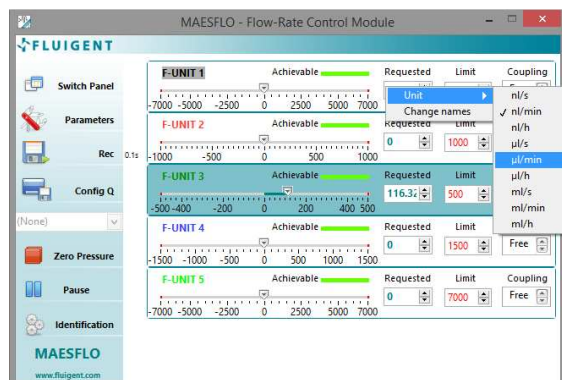 MAESFLO - Flow-Rate Control Module
FLUIGENT
Switch Panel
Parameters
Rec
0.1s
Config Q
(None)
Zero Pressure
Pause
Identification
MAESFLO
www.fluigent.com
F-UNIT 1 Achievable Requested Limit Coupling
-7000 -5000 -2500 0 2500 5000 7000
F-UNIT 2 Achievable Requested Limit
-1000 -500 0 500 1000
0 1000
F-UNIT 3 Achievable Requested Limit
-500 -400 -200 0 200 400 500
116.32 500
F-UNIT 4 Achievable Requested Limit
-1500 -1000 -500 0 500 1000 1500
0 1500 Free
F-UNIT 5 Achievable Requested Limit Coupling
-7000 -5000 -2500 0 2500 5000 7000
0 7000 Free
Unit
Change names
nl/s
✓ nl/min
nl/h
µl/s
µl/min
µl/h
ml/s
ml/min
ml/h